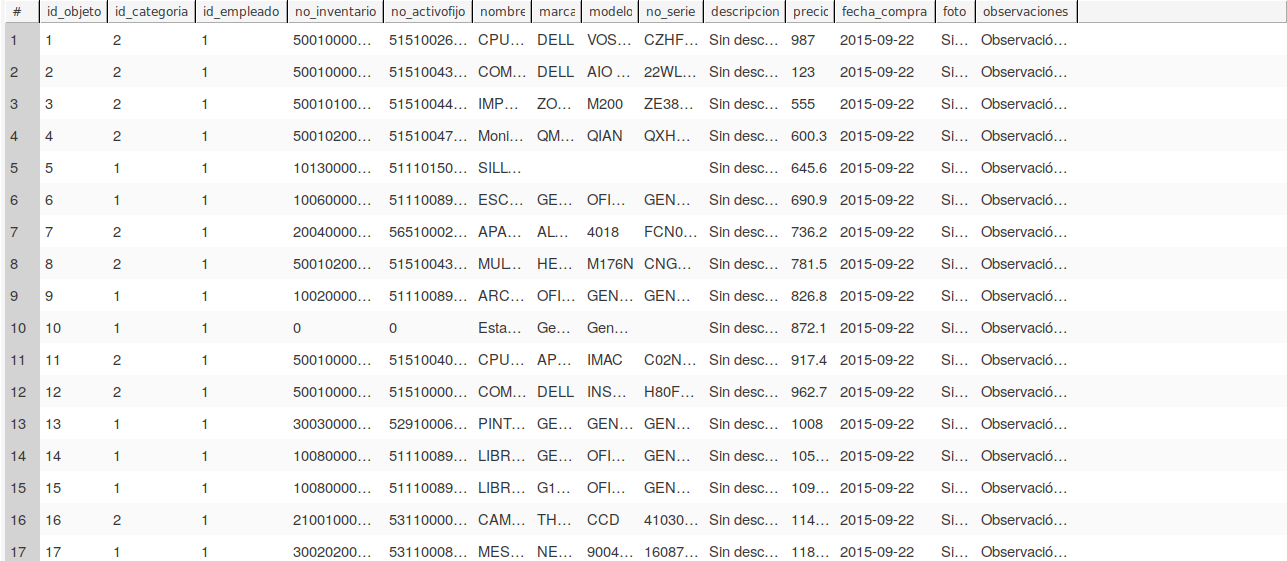 # id_objeto id_categoria id_empleado no_inventario no_activofijo nombre marca modelo no_serie descripcion precio fecha_compra foto observaciones
1 1 2 1 50010000... 51510026... CPU... DELL VOS... CZHF... Sin desc... 987 2015-09-22 Si... Observació...
2 2 2 1 50010000... 51510043... COM... DELL AIO ... 22WL... Sin desc... 123 2015-09-22 Si... Observació...
3 3 2 1 50010100... 51510044... IMP... ZO... M200 ZE38... Sin desc... 555 2015-09-22 Si... Observació...
4 4 2 1 50010200... 51510047... Moni... QM... QIAN QXH... Sin desc... 600.3 2015-09-22 Si... Observació...
5 5 1 1 10130000... 51110150... SILL... Sin desc... 645.6 2015-09-22 Si... Observació...
6 6 1 1 10060000... 51110089... ESC... GE... OFI... GEN... Sin desc... 690.9 2015-09-22 Si... Observació...
7 7 2 1 20040000... 56510002... APA... AL... 4018 FCN0... Sin desc... 736.2 2015-09-22 Si... Observació...
8 8 2 1 50010200... 51510043... MUL... HE... M176N CNG... Sin desc... 781.5 2015-09-22 Si... Observació...
9 9 1 1 10020000... 51110089... ARC... OFI... GEN... GEN... Sin desc... 826.8 2015-09-22 Si... Observació...
10 10 1 1 0 0 Esta... Ge... Gen... Sin desc... 872.1 2015-09-22 Si... Observació...
11 11 2 1 50010000... 51510040... CPU... AP... IMAC C02N... Sin desc... 917.4 2015-09-22 Si... Observació...
12 12 2 1 50010000... 51510000... COM... DELL INS... H80F... Sin desc... 962.7 2015-09-22 Si... Observació...
13 13 1 1 30030000... 52910006... PINT... GE... GEN... GEN... Sin desc... 1008 2015-09-22 Si... Observació...
14 14 1 1 10080000... 51110089... LIBR... GE... OFI... GEN... Sin desc... 105... 2015-09-22 Si... Observació...
15 15 1 1 10080000... 51110089... LIBR... G1... OFI... GEN... Sin desc... 109... 2015-09-22 Si... Observació...
16 16 2 1 21001000... 53110000... CAM... TH... CCD 41030... Sin desc... 114... 2015-09-22 Si... Observació...
17 17 1 1 30020200... 53110008... MES... NE... 9004... 16087... Sin desc... 118... 2015-09-22 Si... Observació...